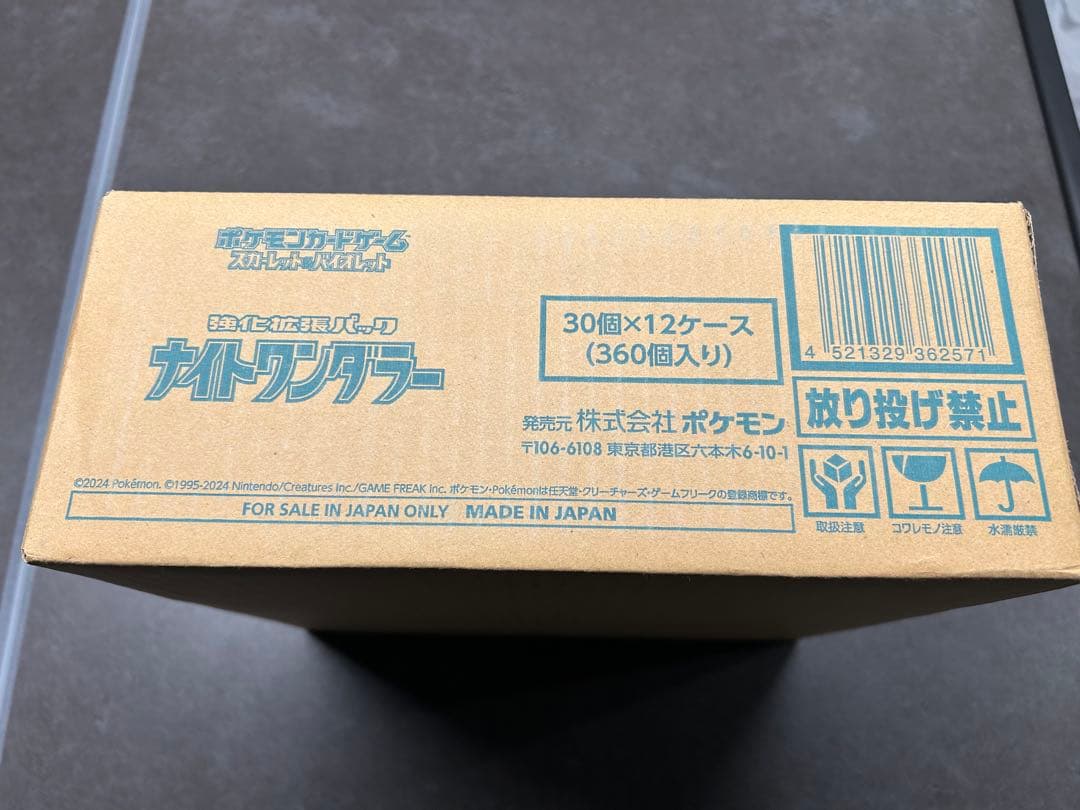 ポケモンカードゲーム
スカーレット&バイオレット
強化拡張パック
ナイトワンダラー
30個×12ケース
(360個入り)
発売元 株式会社 ポケモン
〒106-6108 東京都港区六本木6-10-1
©2024 Pokémon. ©1995-2024 Nintendo/Creatures Inc./GAME FREAK inc. ポケモン・Pokémonは任天堂・クリーチャーズ・ゲームフリークの登録商標です。
FOR SALE IN JAPAN ONLY MADE IN JAPAN
4 521329 362571
放り投げ禁止
取扱注意
コワレモノ注意
水濡厳禁